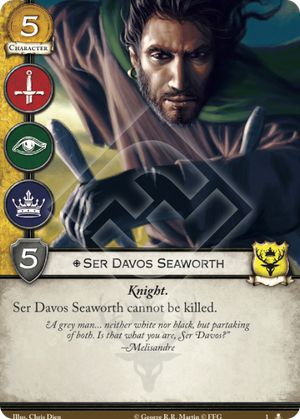 5
Character
5
Ser Davos Seaworth
Knight.
Ser Davos Seaworth cannot be killed.
"A grey man... neither white nor black, but partaking
of both. Is that what you are, Ser Davos?"
–Melisandre
Illus. Chris Dien
© George R.R. Martin © FFG
1